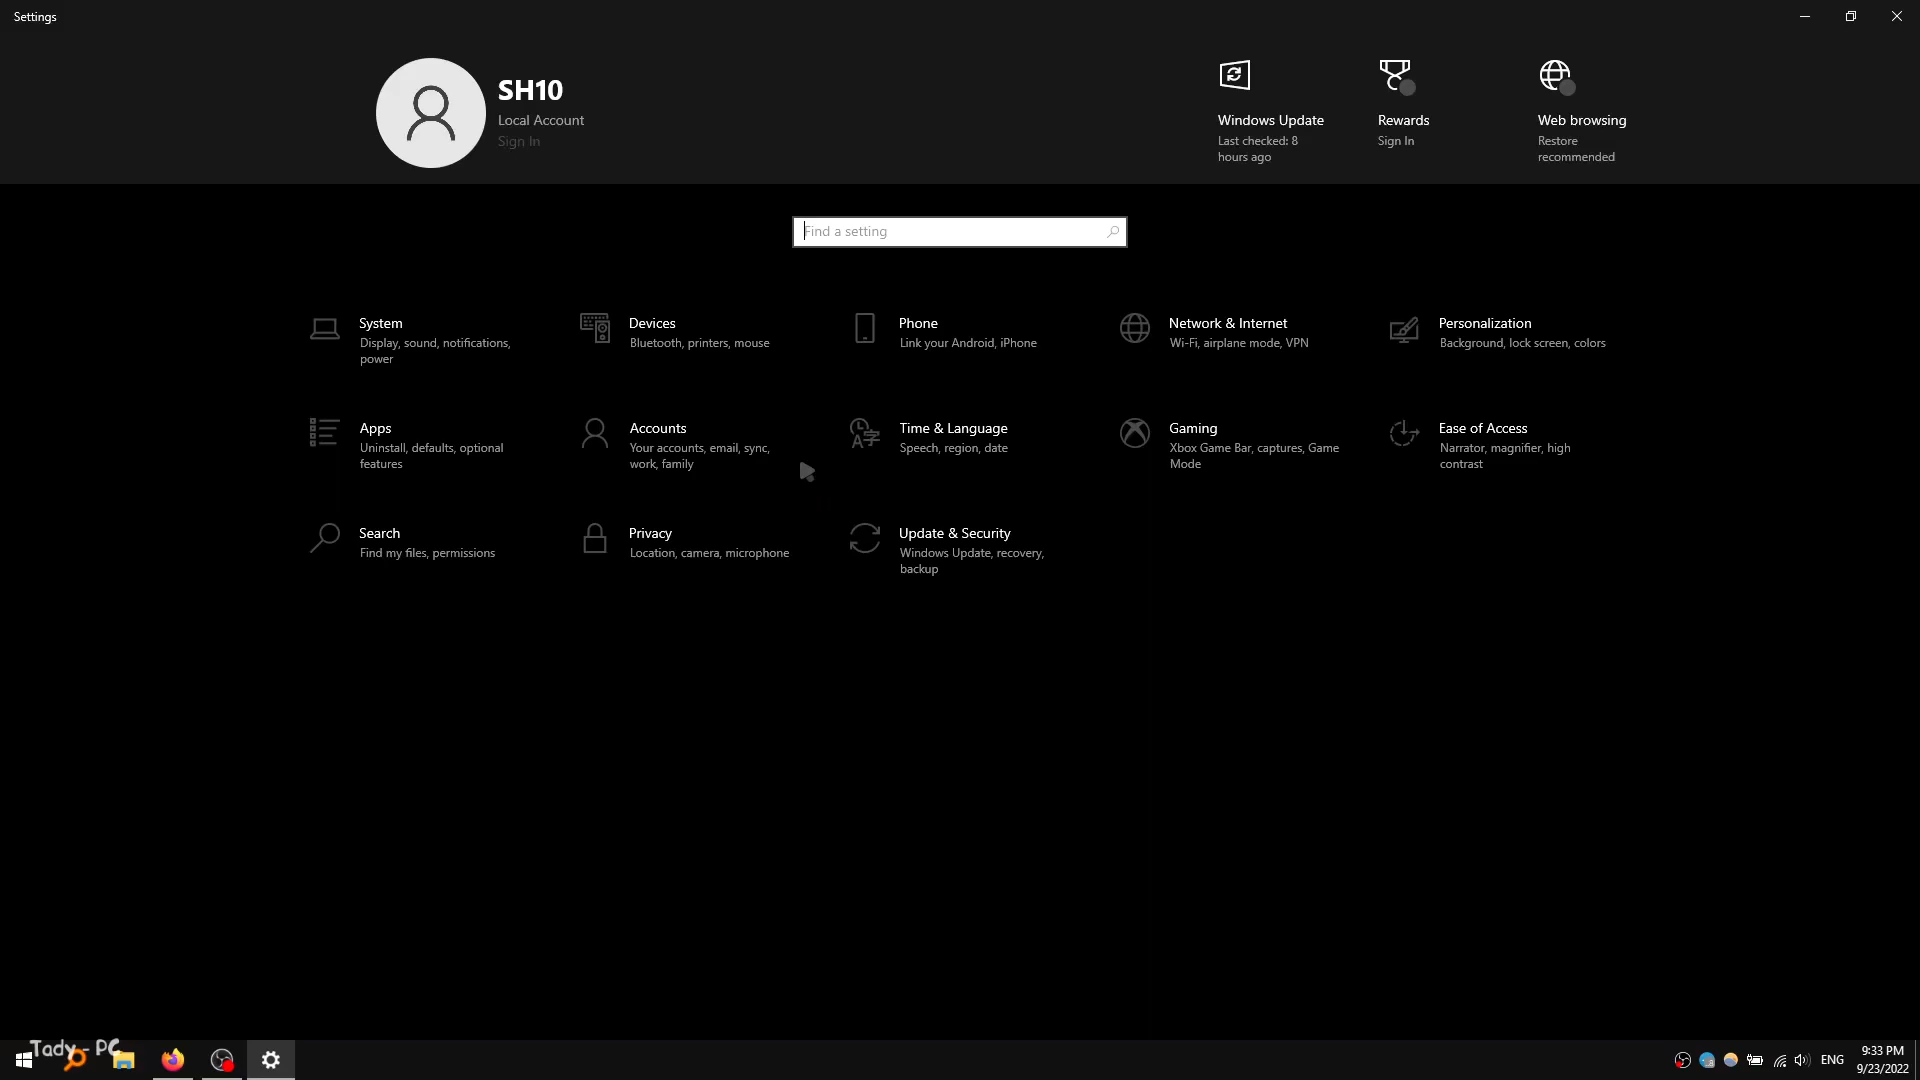 Settings
SH10
Local Account
Sign In
Windows Update
Last checked: 8
hours ago
Rewards
Sign In
Web browsing
Restore
recommended
Find a setting
System
Display, sound, notifications,
power
Devices
Bluetooth, printers, mouse
Phone
Link your Android, iPhone
Network & Internet
Wi-Fi, airplane mode, VPN
Personalization
Background, lock screen, colors
Apps
Uninstall, defaults, optional
features
Accounts
Your accounts, email, sync,
work, family
Time & Language
Speech, region, date
Gaming
Xbox Game Bar, captures, Game
Mode
Ease of Access
Narrator, magnifier, high
contrast
Search
Find my files, permissions
Privacy
Location, camera, microphone
Update & Security
Windows Update, recovery,
backup
Tady - PC
ENG
9:33 PM
9/23/2022